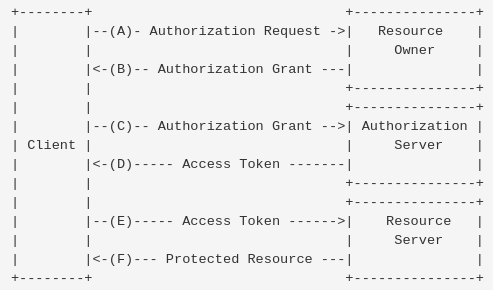 +--------+                               +---------------+
|        |--(A)- Authorization Request ->|   Resource    |
|        |                               |     Owner     |
|        |<-(B)-- Authorization Grant ---|               |
|        |                               +---------------+
|        |                               +---------------+
|        |--(C)-- Authorization Grant -->| Authorization |
| Client |                               |     Server    |
|        |<-(D)----- Access Token -------|               |
|        |                               +---------------+
|        |                               +---------------+
|        |--(E)----- Access Token ------>|    Resource   |
|        |                               |     Server    |
|        |<-(F)--- Protected Resource ---|               |
+--------+                               +---------------+